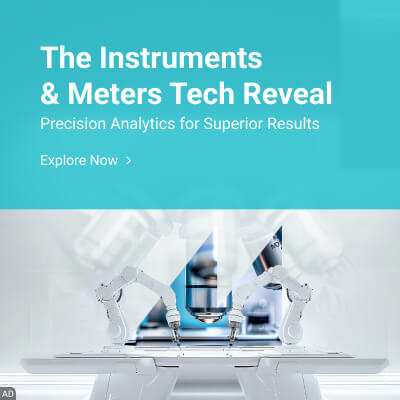 The Instruments
& Meters Tech Reveal
Precision Analytics for Superior Results
Explore Now
AD